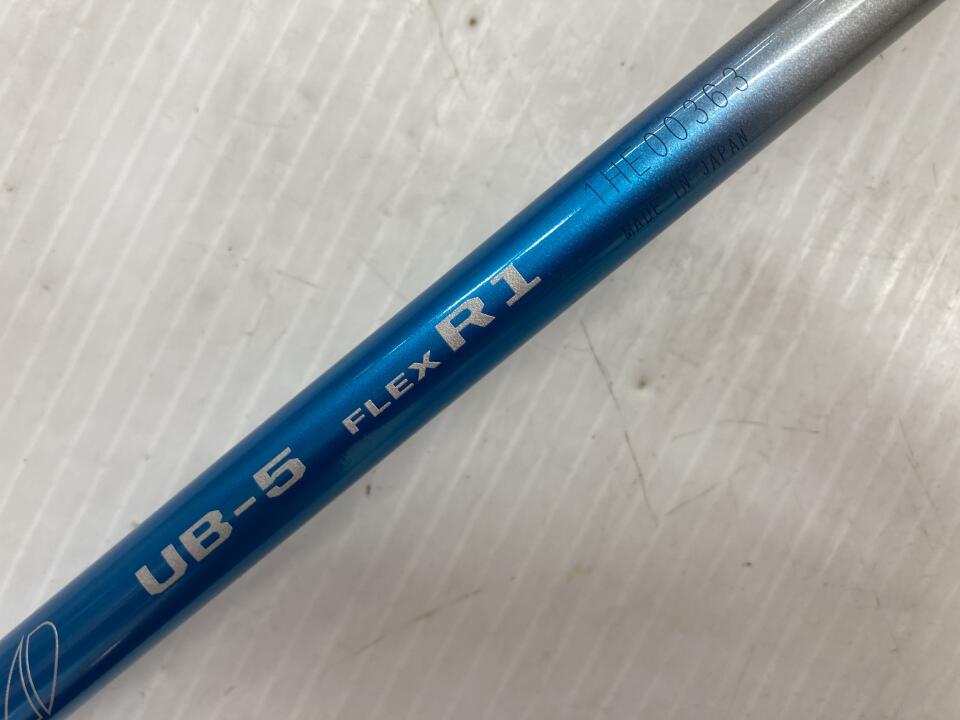 UB-5 FLEX R1
1HE00363
MADE IN JAPAN